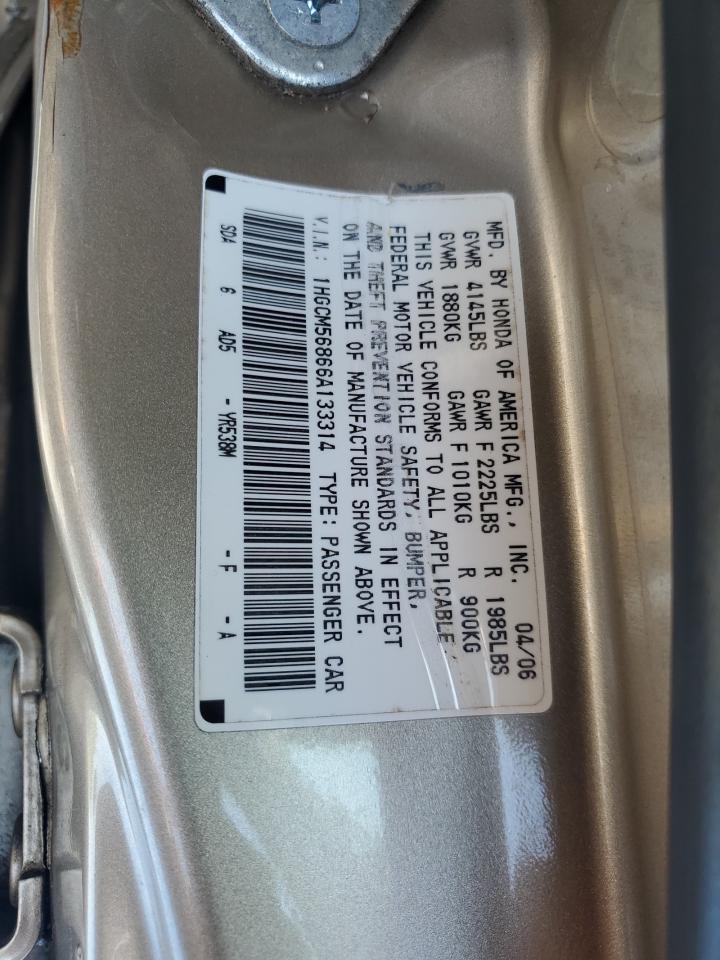 MFD. BY HONDA OF AMERICA MFG., INC. 04/06
GVWR 4145LBS GAWR F 2225LBS R 1985LBS
GVWR 1880KG GAWR F 1010KG R 900KG
THIS VEHICLE CONFORMS TO ALL APPLICABLE
FEDERAL MOTOR VEHICLE SAFETY, BUMPER,
AND THEFT PREVENTION STANDARDS IN EFFECT
ON THE DATE OF MANUFACTURE SHOWN ABOVE.
V.I.N.: 1HGCM56866A133314 TYPE: PASSENGER CAR
SDA 6 AD5 - YR538M - F - A